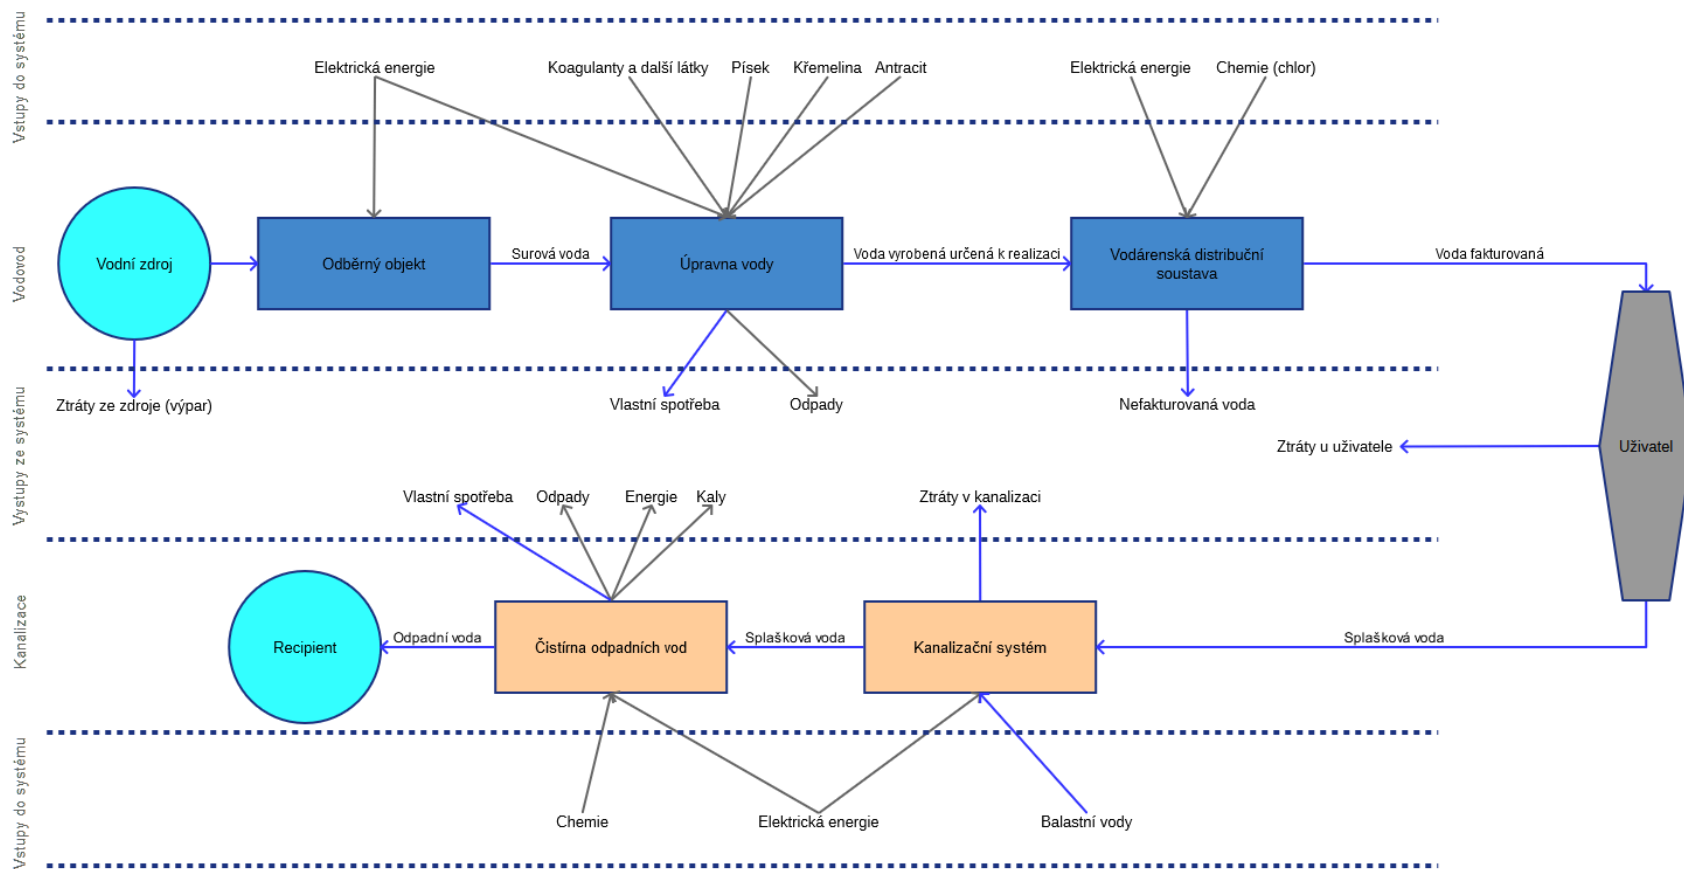 Vstupy do systému
Elektrická energie
Koagulanty a další látky
Písek
Křemelina
Antracit
Elektrická energie
Chemie (chlor)
Vodovod
Vodní zdroj
Odběrný objekt
Surová voda
Úpravna vody
Voda vyrobená určená k realizaci
Vodárenská distribuční
soustava
Voda fakturovaná
Vystupy ze systému
Ztráty ze zdroje (výpar)
Vlastní spotřeba
Odpady
Nefakturovaná voda
Ztráty u uživatele
Uživatel
Vlastní spotřeba
Odpady
Energie
Kaly
Ztráty v kanalizaci
Kanalizace
Recipient
Odpadní voda
Čistírna odpadních vod
Splašková voda
Kanalizační systém
Splašková voda
Vstupy do systému
Chemie
Elektrická energie
Balastní vody